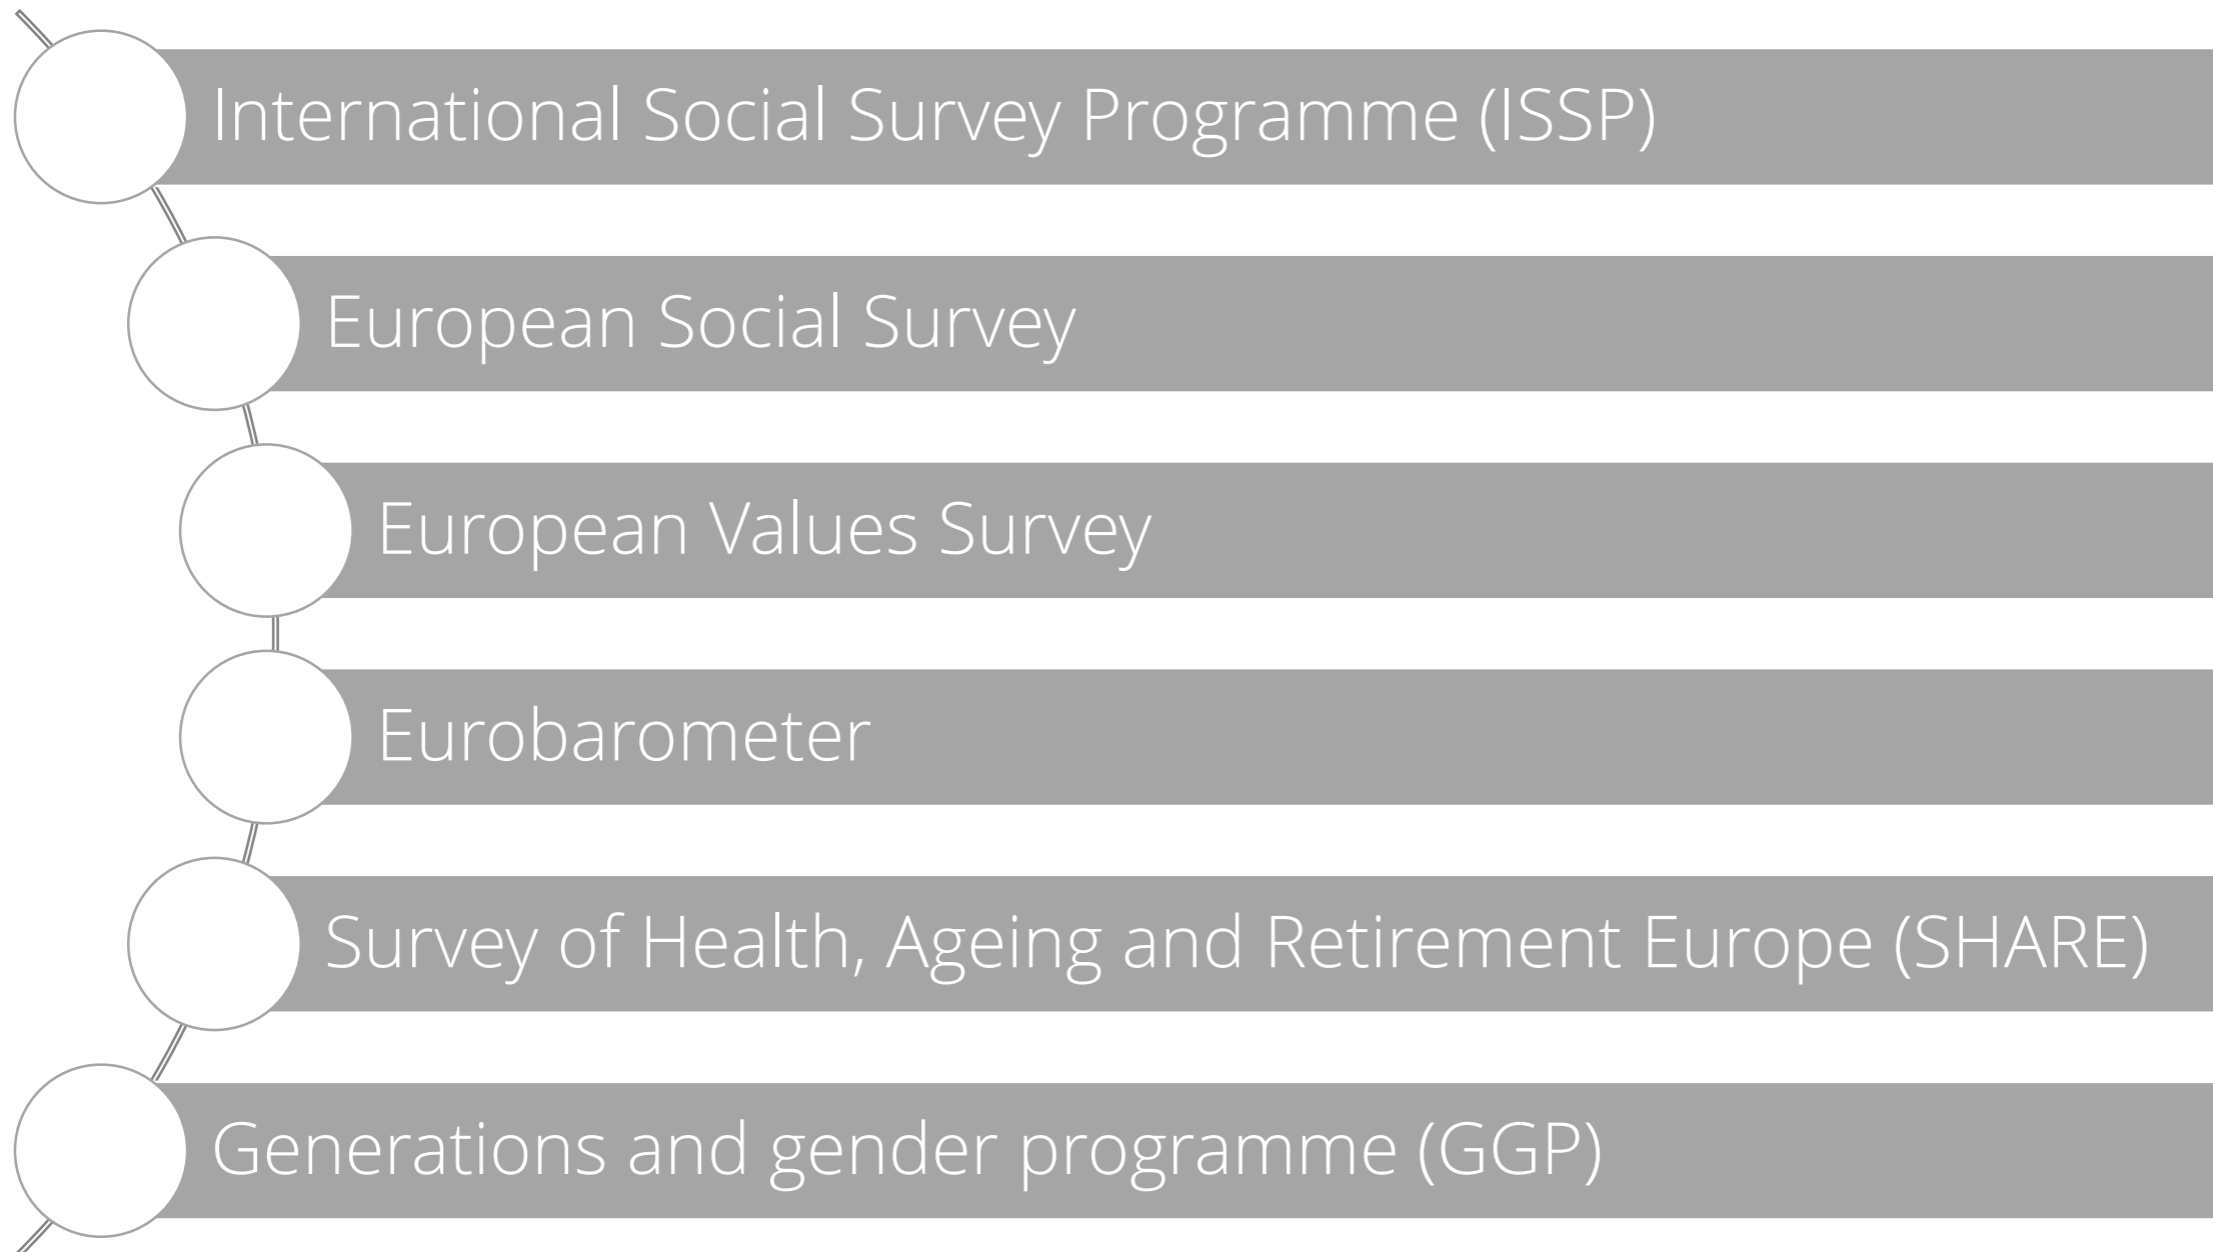 International Social Survey Programme (ISSP)
European Social Survey
European Values Survey
Eurobarometer
Survey of Health, Ageing and Retirement Europe (SHARE)
Generations and gender programme (GGP)